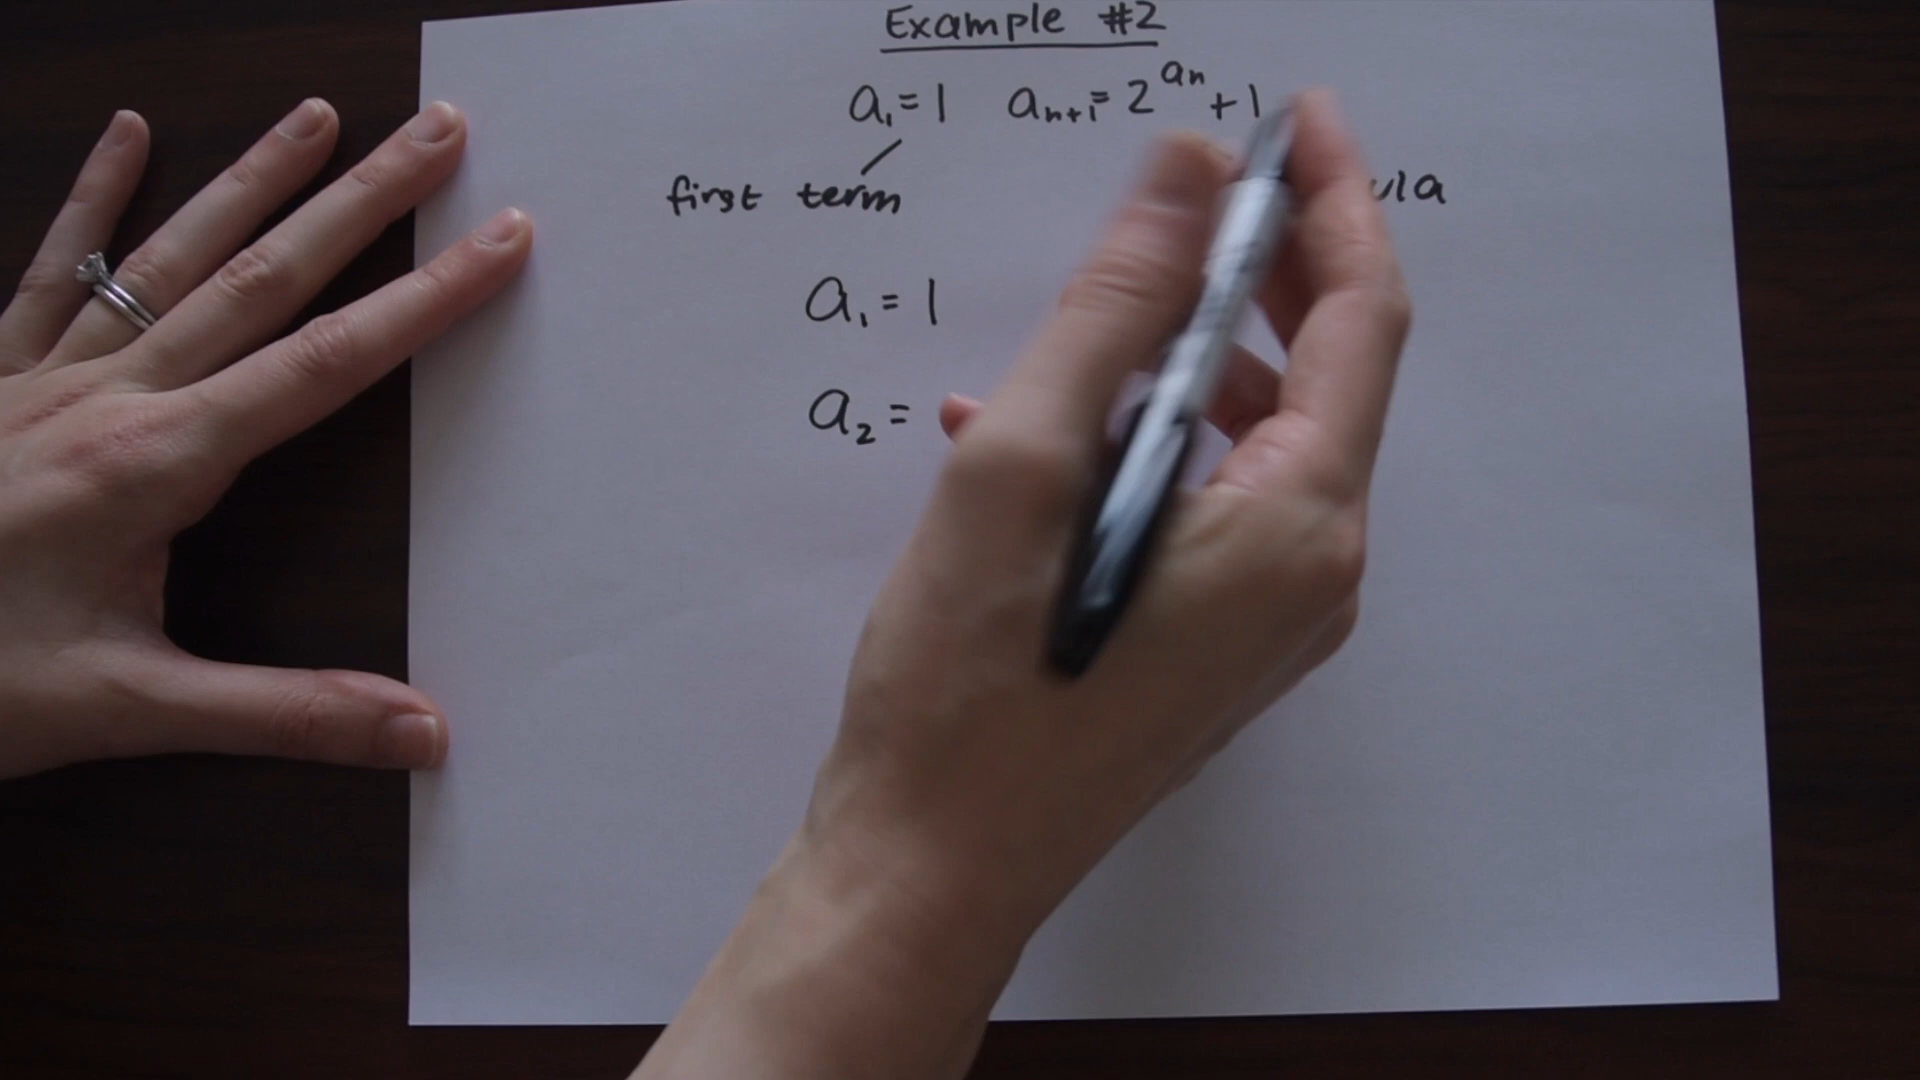 Example #2
a₁ = 1 aₙ₊₁ = 2^aₙ + 1
first term
a₁ = 1
a₂ =